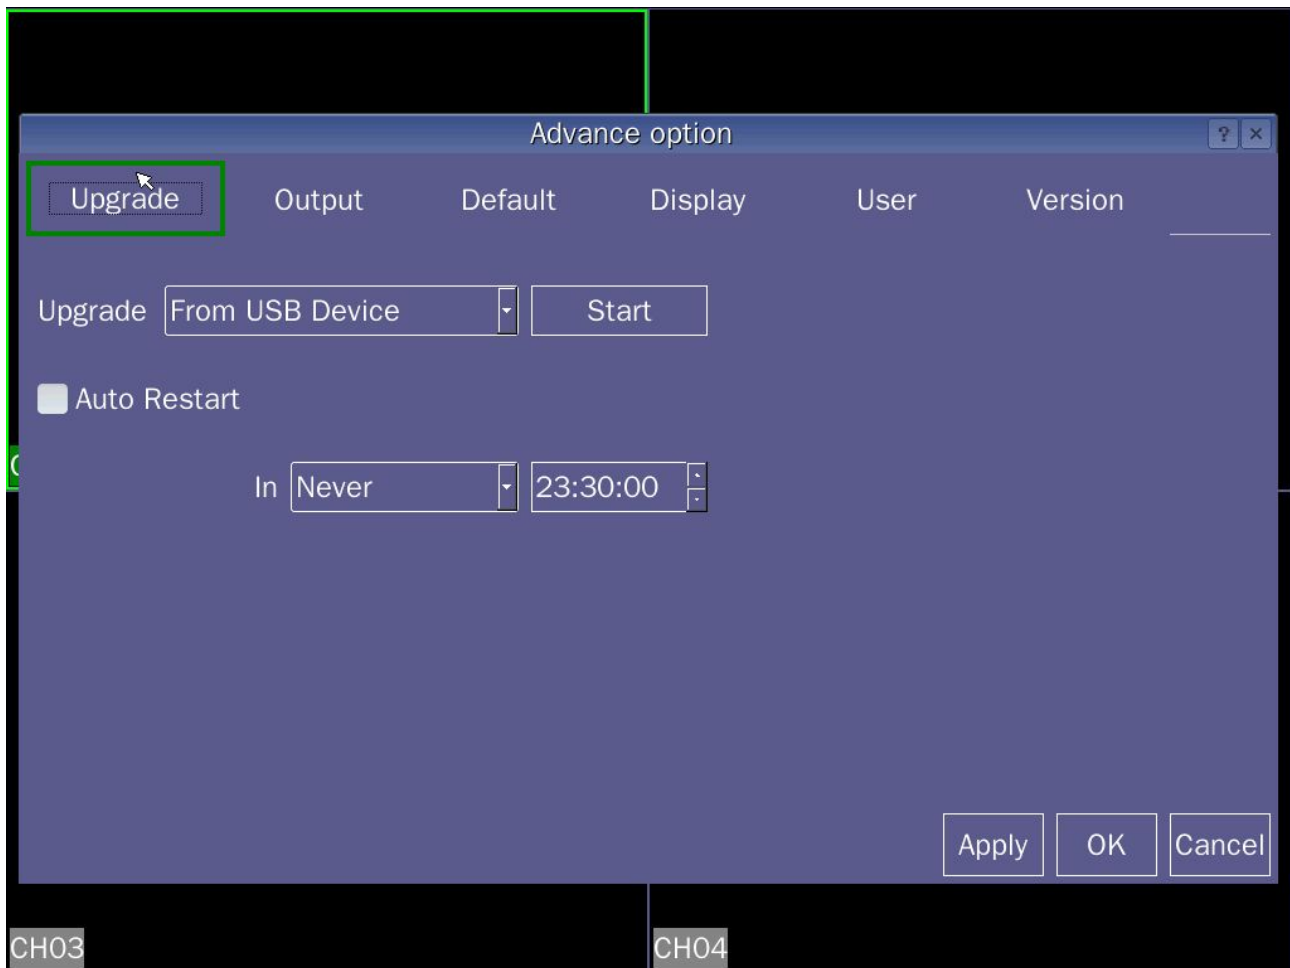 Advance option
? ×
Upgrade Output Default Display User Version
Upgrade From USB Device Start
Auto Restart
In Never 23:30:00
Apply OK Cancel
CH03 CH04